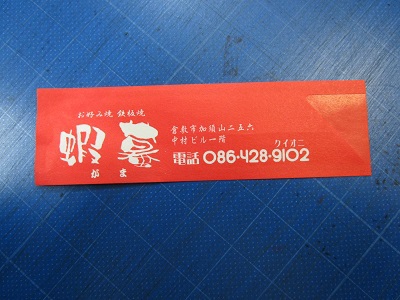 お好み焼 鉄板焼
蝦蟇
がま
倉敷市加須山二五六
中村ビル一階
クイオニ
電話 086-428-9102